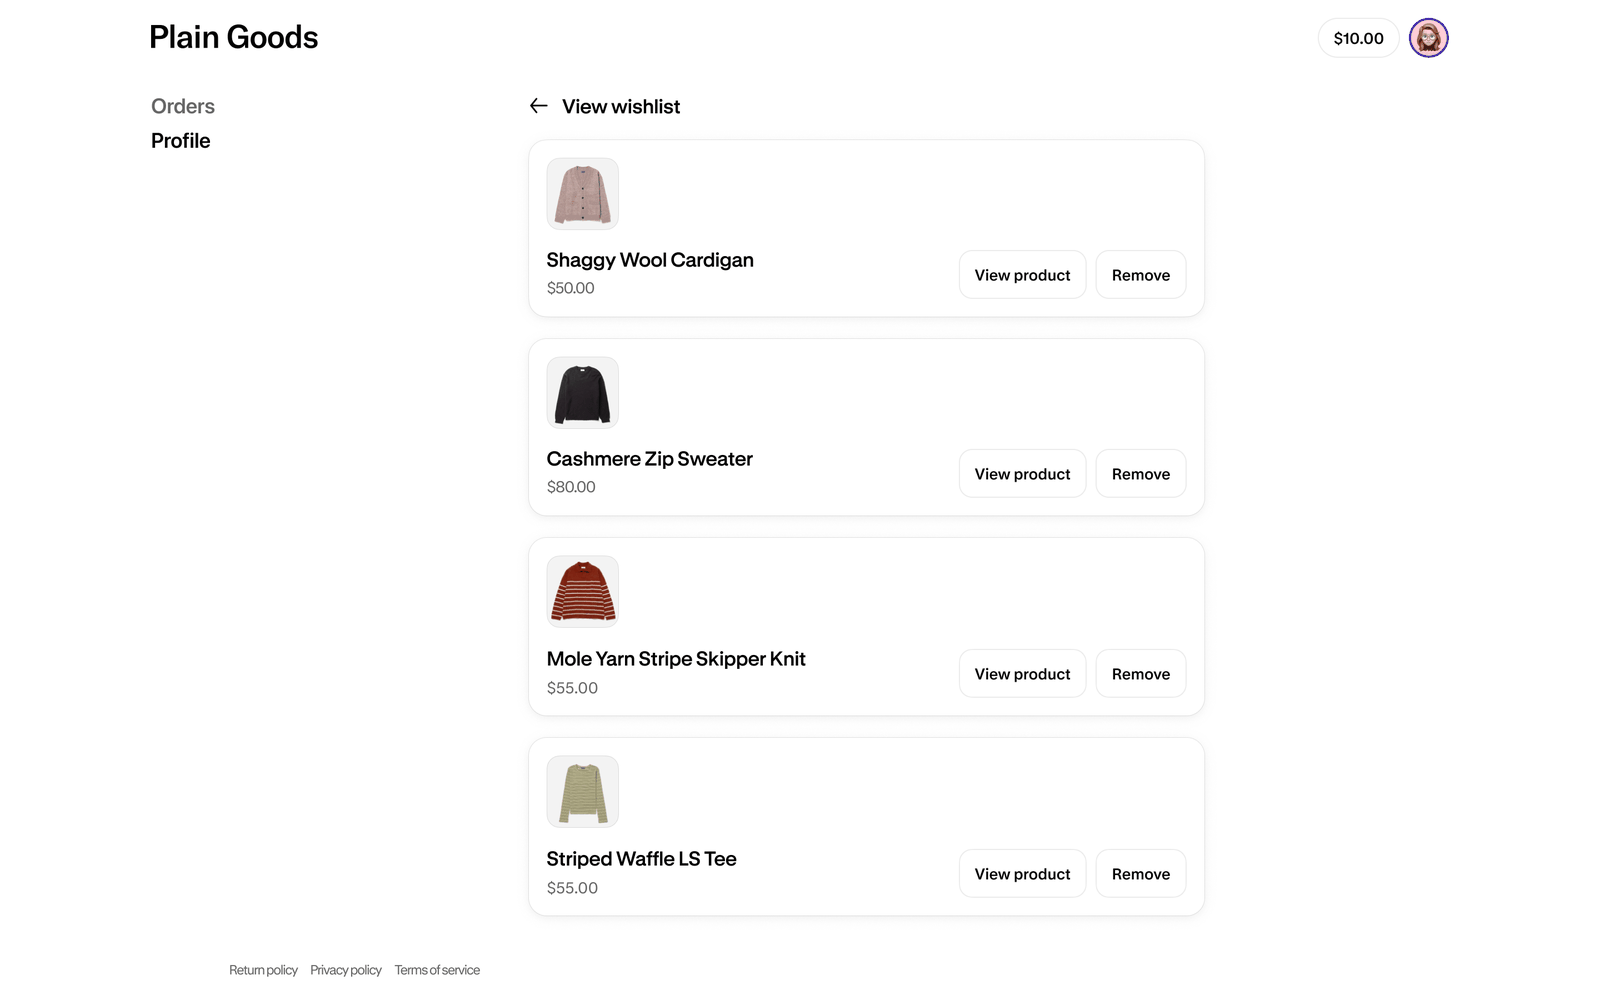 Plain Goods
$10.00
Orders
Profile
View wishlist
Shaggy Wool Cardigan
$50.00
View product
Remove
Cashmere Zip Sweater
$80.00
View product
Remove
Mole Yarn Stripe Skipper Knit
$55.00
View product
Remove
Striped Waffle LS Tee
$55.00
View product
Remove
Return policy Privacy policy Terms of service